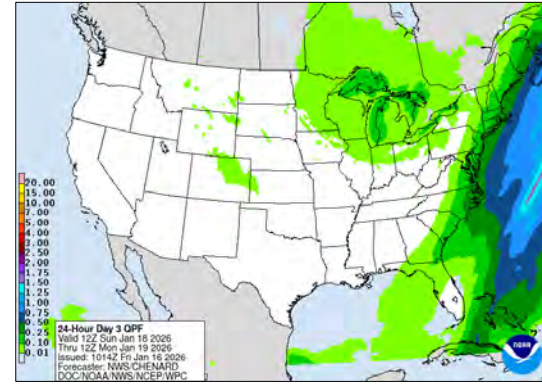 20.00
15.00
10.00
7.00
5.00
4.00
3.00
2.50
2.00
1.75
1.50
1.25
1.00
0.75
0.50
0.25
0.10
0.01
24-Hour Day 3 QPF
Valid 12Z Sun Jan 18 2026
Thru 12Z Mon Jan 19 2026
Issued: 1014Z Fri Jan 16 2026
Forecaster: NWS/CHENARD
DOC/NOAA/NWS/NCEP/WPC
NOAA